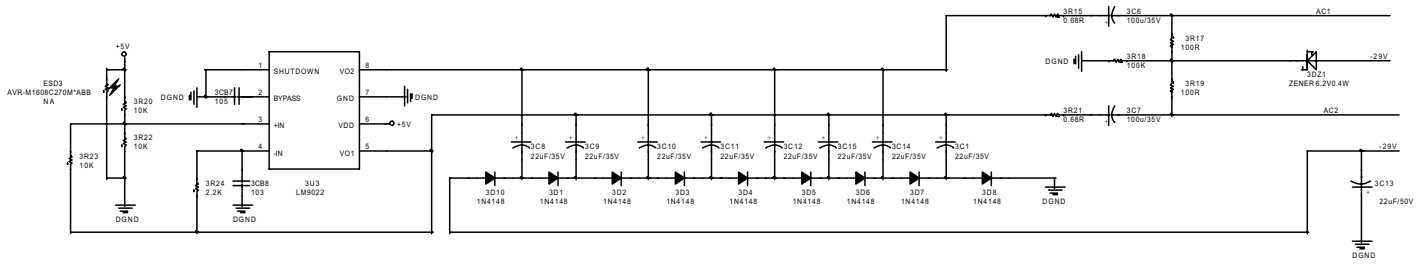 3R15
0.68R
3C6
100u/35V
AC1
+5V
ESD3
AVR-M1608C270M*ABB
NA
3R20
10K
3R22
10K
3R23
10K
DGND
DGND
3CB7
105
1
2
3
4
SHUTDOWN
BYPASS
+IN
-IN
VO2
GND
VDD
VO1
8
7
6
5
3U3
LM9022
DGND
+5V
3R24
2.2K
3CB8
103
DGND
3R17
100R
DGND
3R18
100K
3R19
100R
3DZ1
ZENER 6.2V0.4W
-29V
3R21
0.68R
3C7
100u/35V
AC2
+
3C8
22uF/35V
+
3C9
22uF/35V
+
3C10
22uF/35V
+
3C11
22uF/35V
+
3C12
22uF/35V
+
3C15
22uF/35V
+
3C14
22uF/35V
+
3C1
22uF/35V
3D10
1N4148
3D1
1N4148
3D2
1N4148
3D3
1N4148
3D4
1N4148
3D5
1N4148
3D6
1N4148
3D7
1N4148
3D8
1N4148
DGND
-29V
3C13
+
22uF/50V
DGND